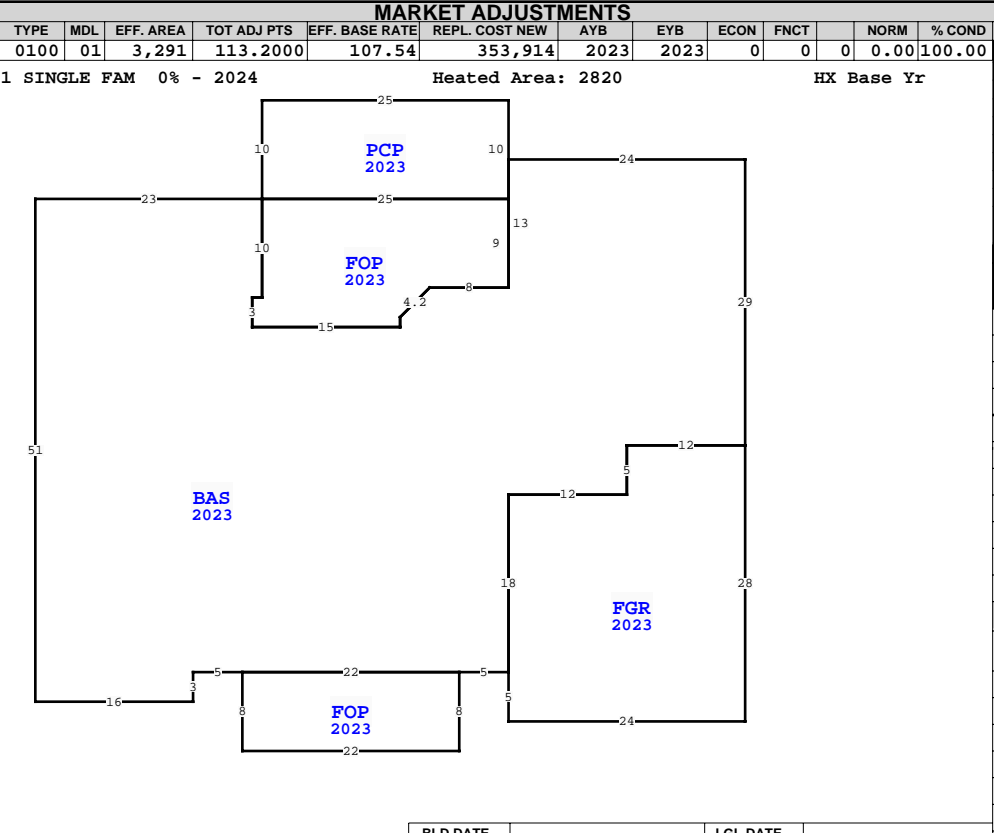 MARKET ADJUSTMENTS
TYPE MDL EFF. AREA TOT ADJ PTS EFF. BASE RATE REPL. COST NEW AYB EYB ECON FNCT NORM % COND
0100 01 3,291 113.2000 107.54 353,914 2023 2023 0 0 0 0.00 100.00
1 SINGLE FAM 0% - 2024 Heated Area: 2820 HX Base Yr
25
10 PCP 10
2023
24
23 25
13
10 9
FOP
2023
8
4.2
3
29
15
12
51
5
12
BAS
2023
18 28
FGR
2023
5 22 5
3
5
16
8 FOP 8
2023
24
22
BLD DATE LGL DATE